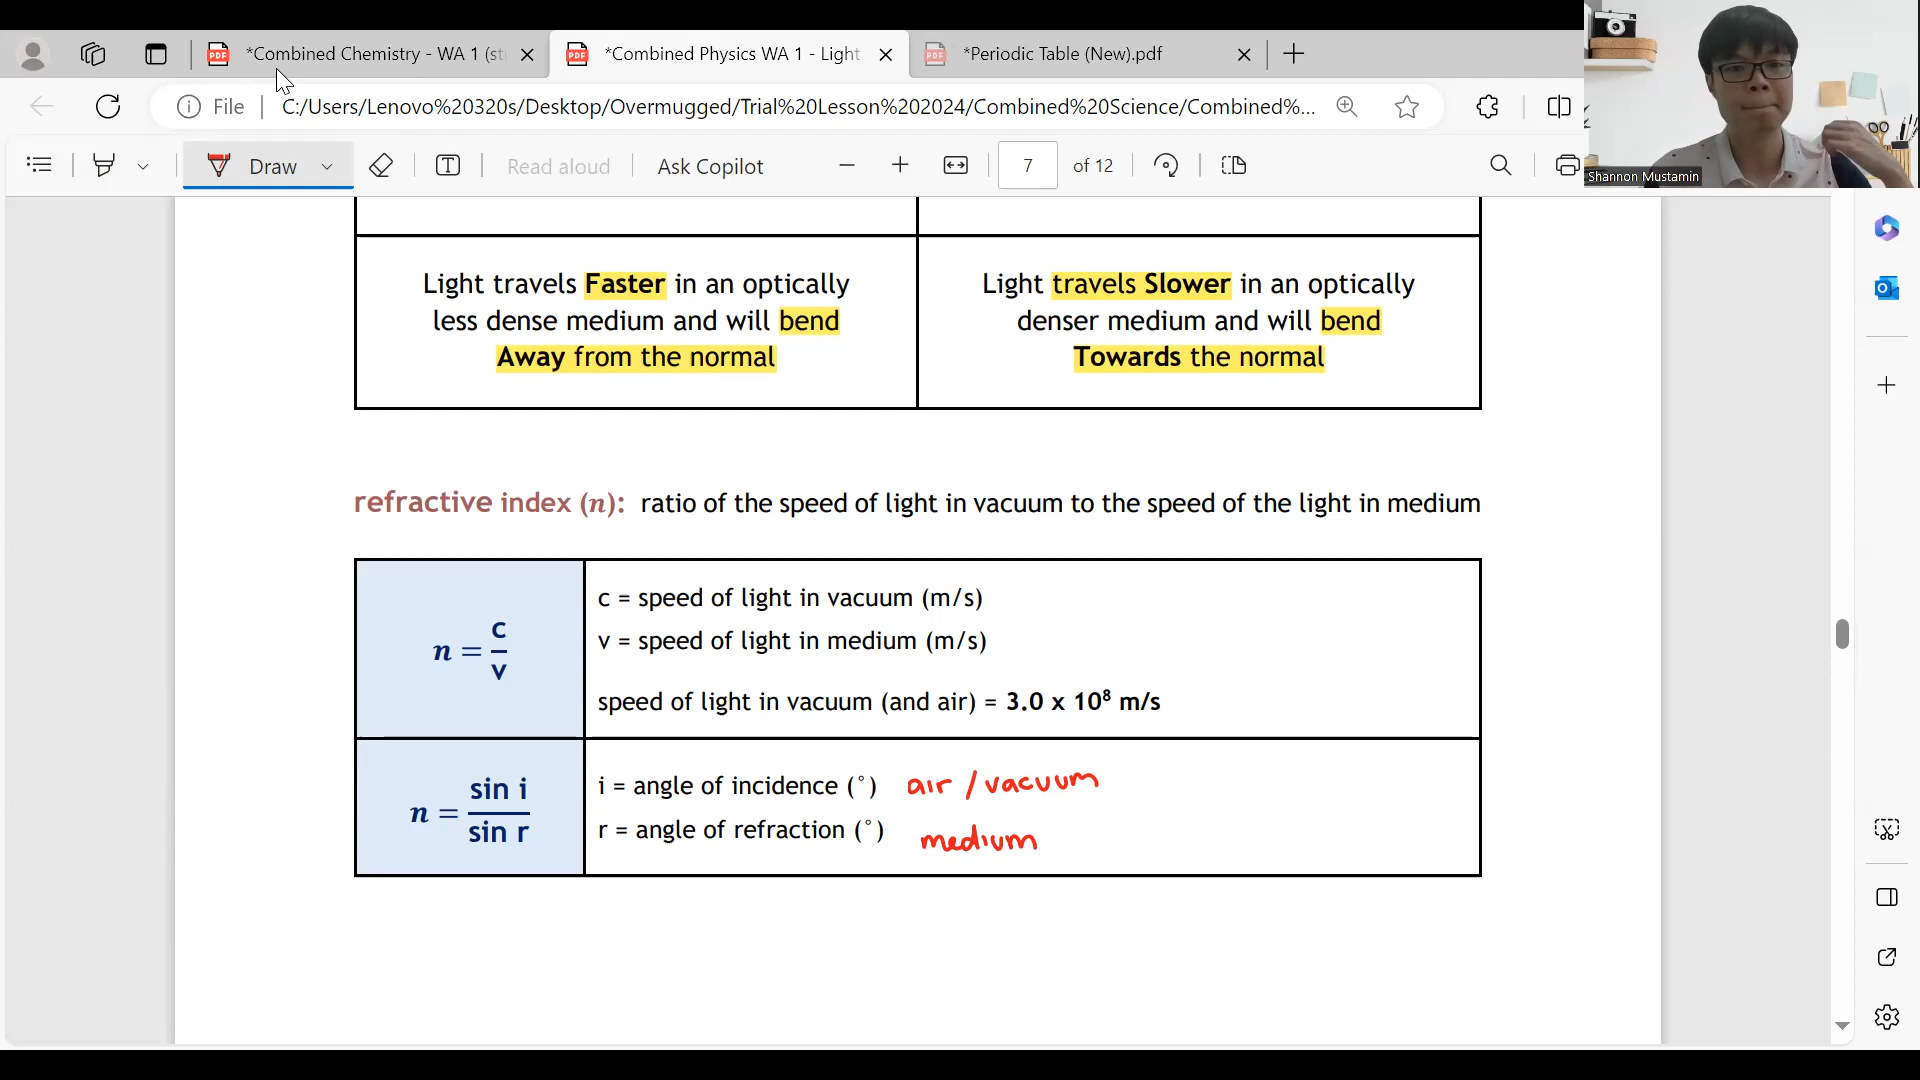 *Combined Chemistry - WA 1 (st
*Combined Physics WA 1 - Light
*Periodic Table (New).pdf
File
C:/Users/Lenovo%20320s/Desktop/Overmugged/Trial%20Lesson%202024/Combined%20Science/Combined%...
Draw
Read aloud
Ask Copilot
7
of 12
Shannon Mustamin
Light travels Faster in an optically
less dense medium and will bend
Away from the normal
Light travels Slower in an optically
denser medium and will bend
Towards the normal
refractive index (n): ratio of the speed of light in vacuum to the speed of the light in medium
n = c/v
c = speed of light in vacuum (m/s)
v = speed of light in medium (m/s)
speed of light in vacuum (and air) = 3.0 x 10⁸ m/s
n = sin i/sin r
i = angle of incidence (°) air / vacuum
r = angle of refraction (°) medium